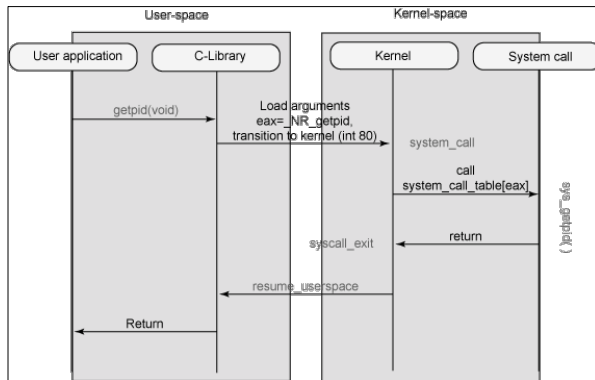 User-space
Kernel-space
User application
C-Library
Kernel
System call
getpid(void)
Load arguments
eax=_NR_getpid,
transition to kernel (int 80)
system_call
call
system_call_table[eax]
sys_getpid( )
syscall_exit
return
resume_userspace
Return